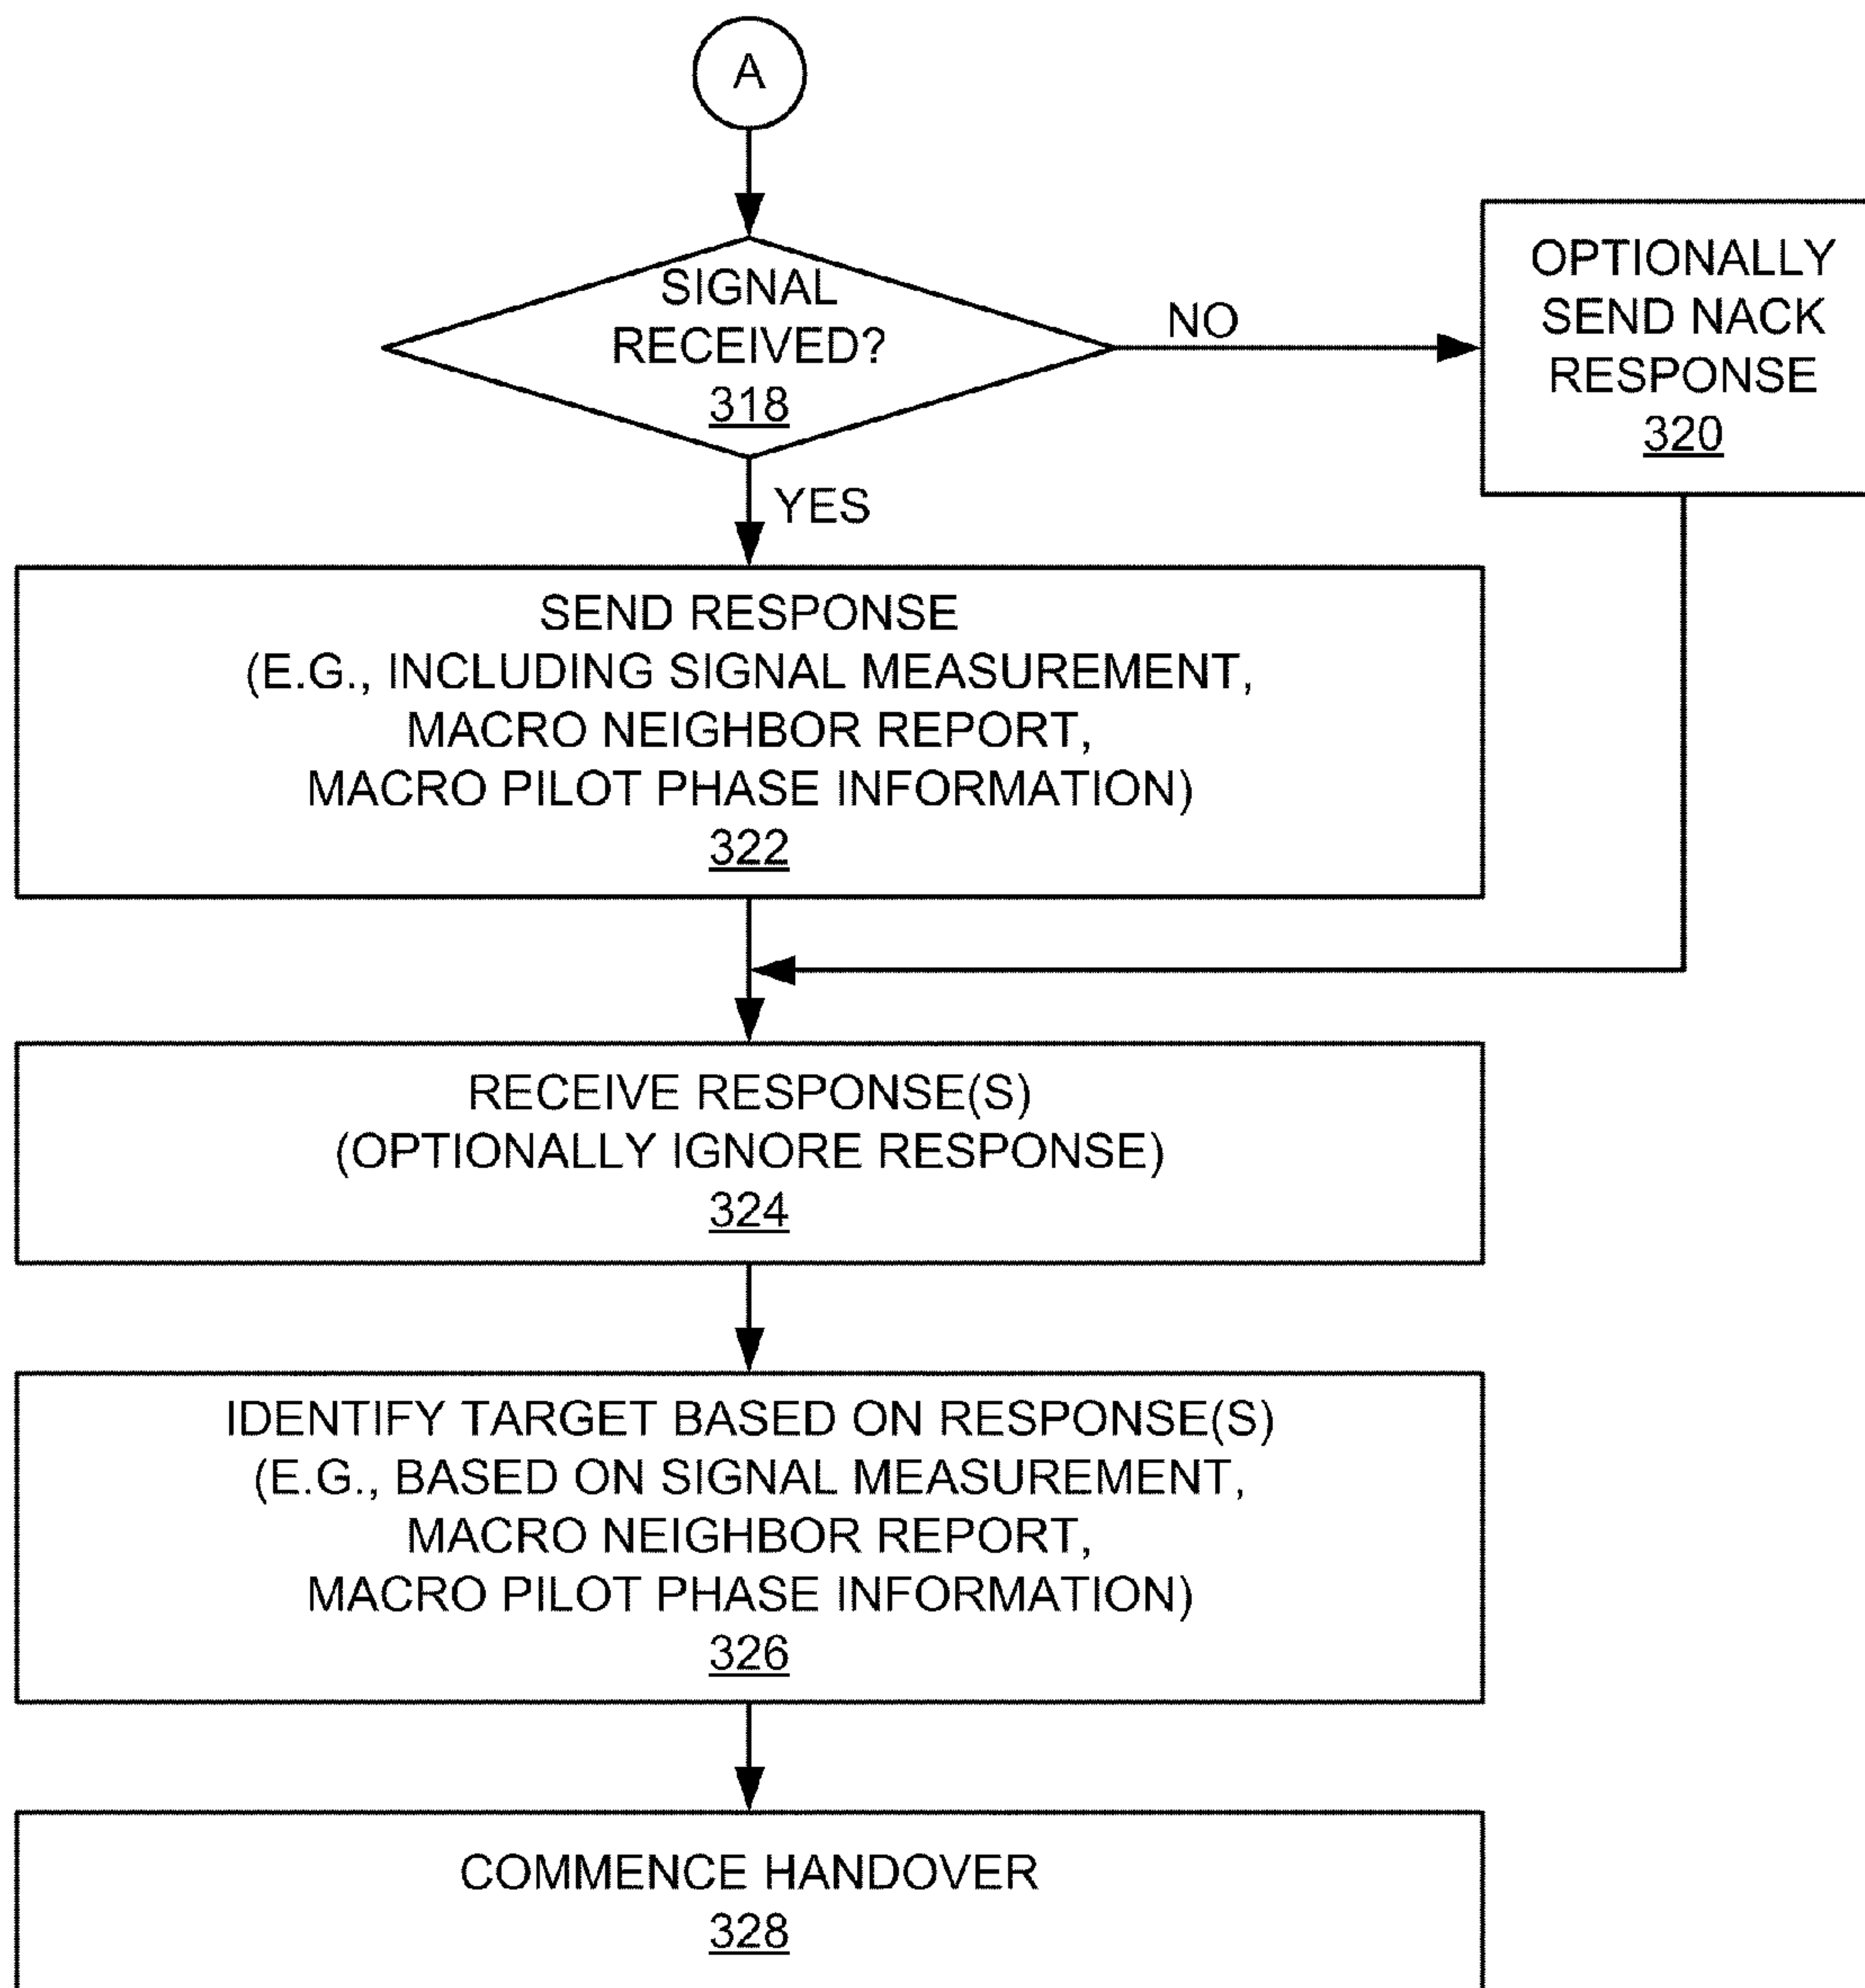 A
SIGNAL
RECEIVED?
318
NO
OPTIONALLY
SEND NACK
RESPONSE
320
YES
SEND RESPONSE
(E.G., INCLUDING SIGNAL MEASUREMENT,
MACRO NEIGHBOR REPORT,
MACRO PILOT PHASE INFORMATION)
322
RECEIVE RESPONSE(S)
(OPTIONALLY IGNORE RESPONSE)
324
IDENTIFY TARGET BASED ON RESPONSE(S)
(E.G., BASED ON SIGNAL MEASUREMENT,
MACRO NEIGHBOR REPORT,
MACRO PILOT PHASE INFORMATION)
326
COMMENCE HANDOVER
328